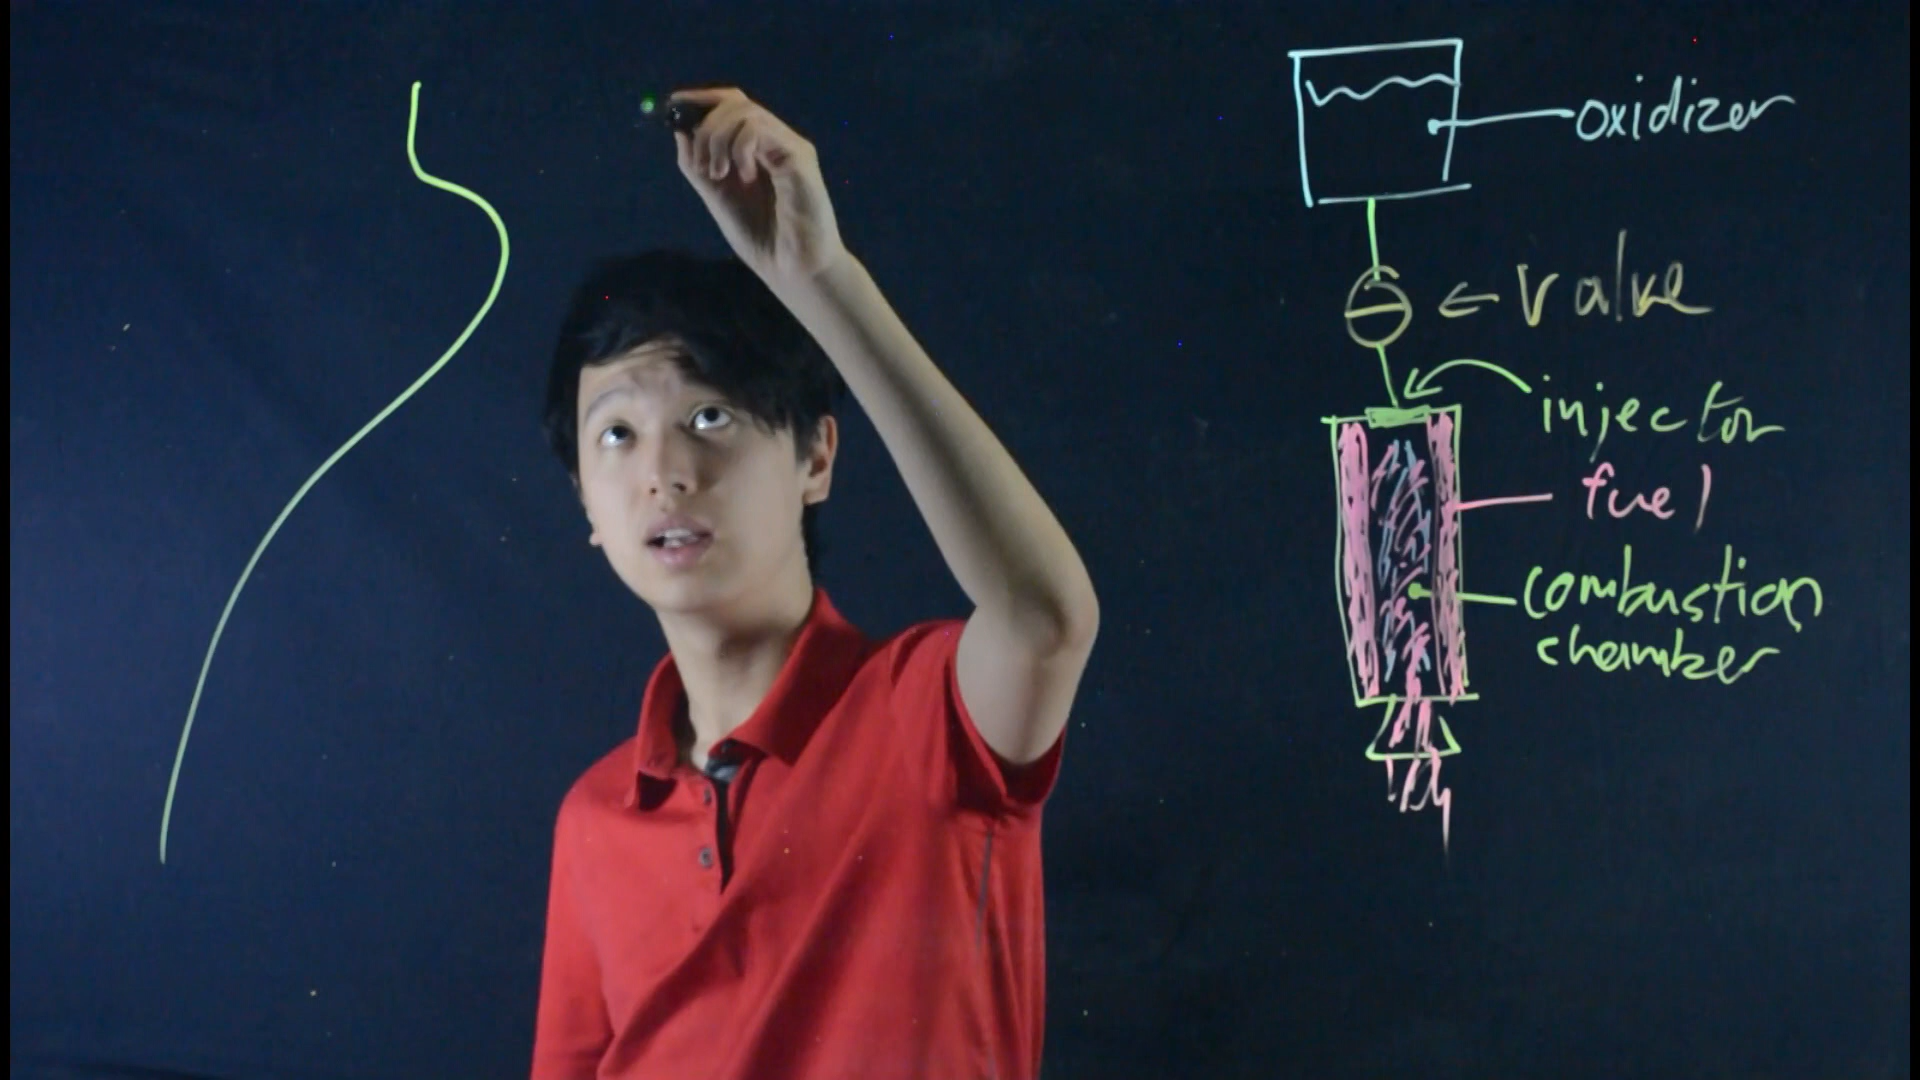 oxidizer
valve
injector
fuel
combustion
chamber